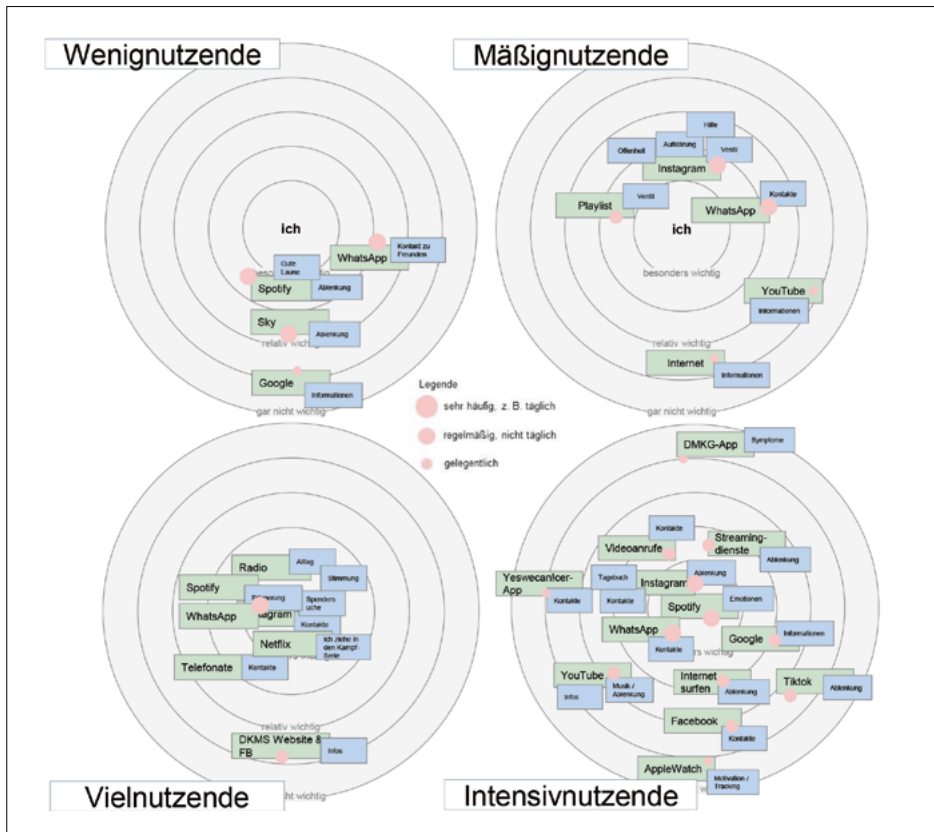 Wenignutzende
ich
WhatsApp
Kontakt zu
Freunden
Gute
Laune
Spotify
Ablenkung
Sky
Ablenkung
relativ wichtig
Google
Informationen
gar nicht wichtig
Mäßignutzende
Hilfe
Aufklärung
Offenheit
Ventil
Instagram
Ventil
Playlist
Kontakte
WhatsApp
ich
besonders wichtig
YouTube
Informationen
relativ wichtig
Internet
Informationen
gar nicht wichtig
Legende
sehr häufig, z. B. täglich
regelmäßig, nicht täglich
gelegentlich
Radio
Alltag
Stimmung
Spotify
WhatsApp
Spenders
uche
Kontakte
Netflix
Ich ziehe in
den Kampf-
Seite
Telefonate
Kontakte
relativ wichtig
DKMS Website &
FB
Infos
Vielnutzende
DMKG-App
Symptome
Kontakte
Videoanrufe
Streaming-
dienste
Ablenkung
Yeswecan!cer-
App
Kontakte
Tagebuch
Kontakte
Instagram
Ablenkung
Spotify
Emotionen
WhatsApp
Kontakte
Google
Informationen
YouTube
Infos
Musik /
Ablenkung
Internet
surfen
Ablenkung
Tiktok
Ablenkung
Facebook
Kontakte
AppleWatch
Motivation /
Tracking
Intensivnutzende